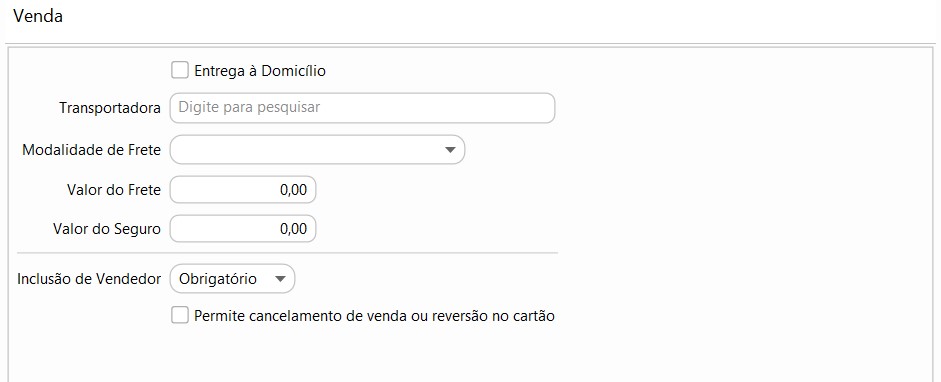 Venda
Entrega à Domicílio
Transportadora Digite para pesquisar
Modalidade de Frete
Valor do Frete 0,00
Valor do Seguro 0,00
Inclusão de Vendedor Obrigatório
Permite cancelamento de venda ou reversão no cartão